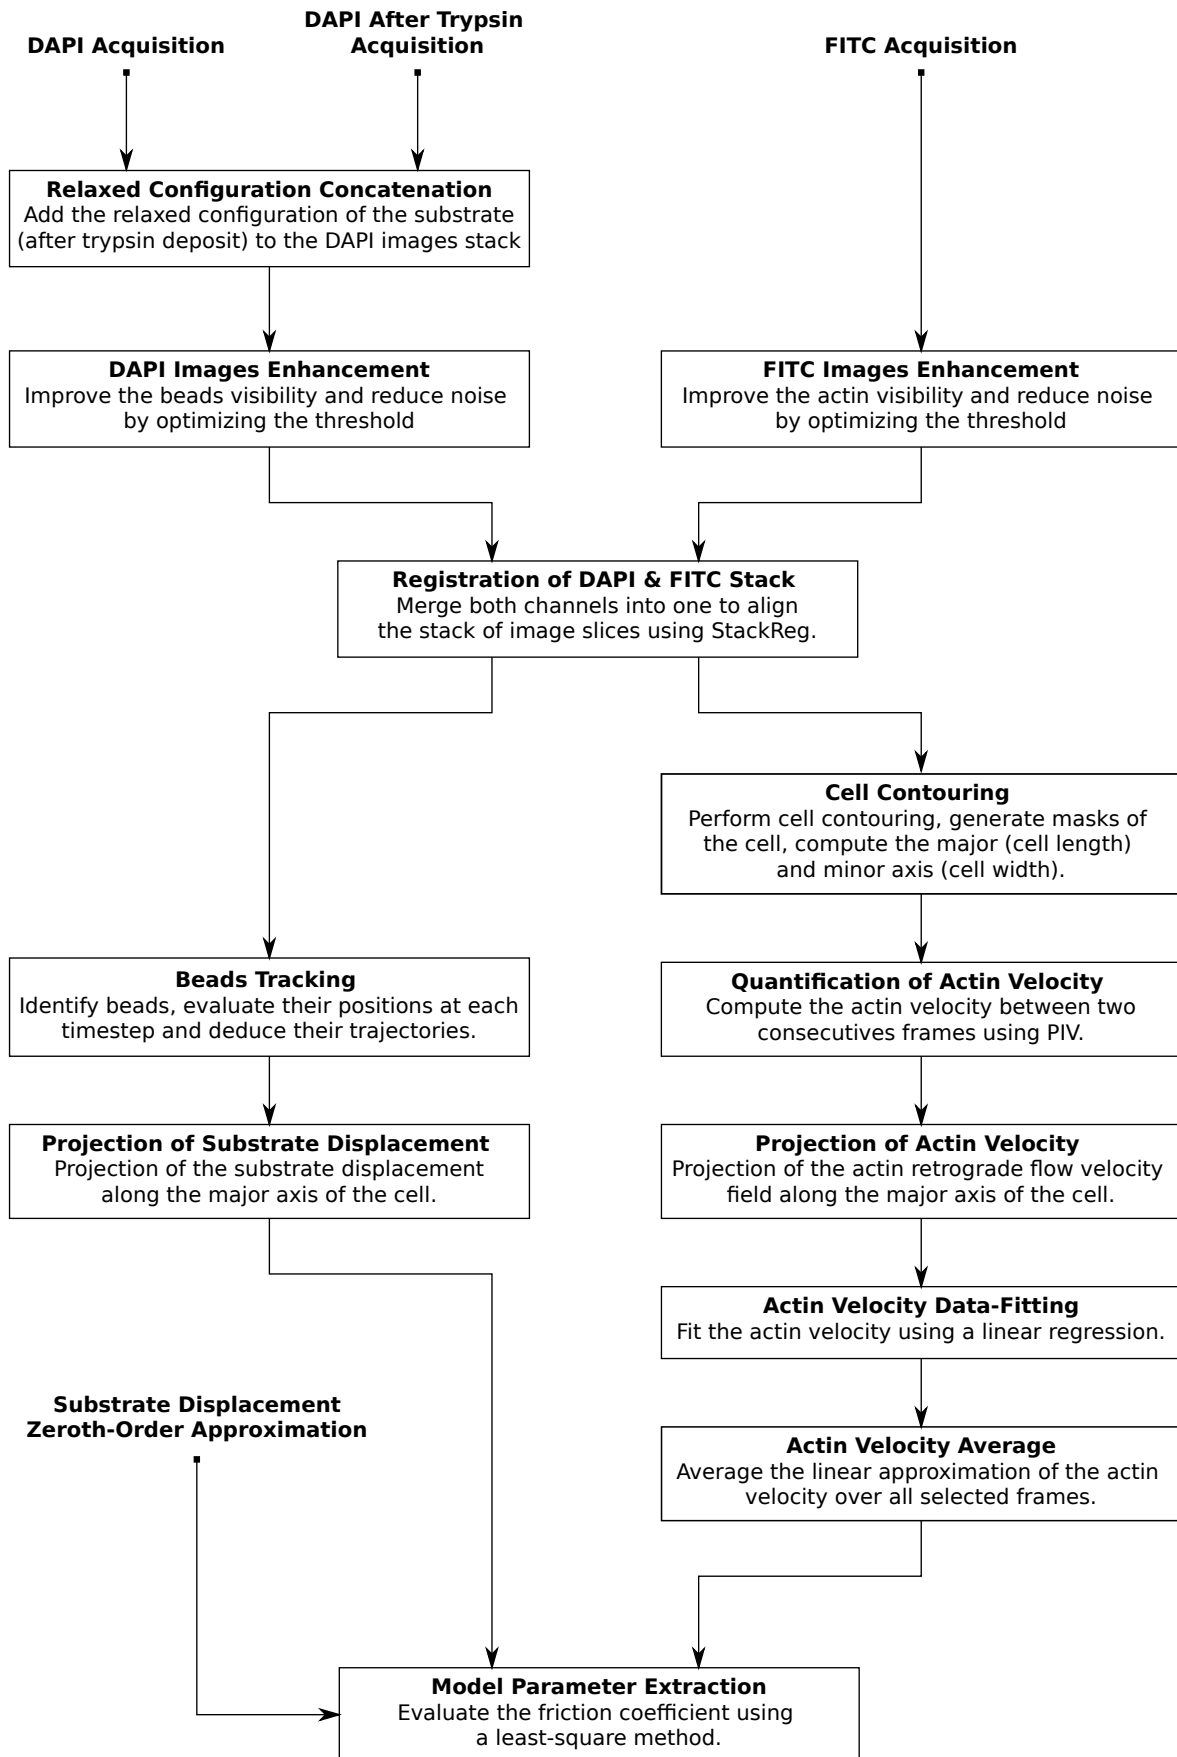 DAPI Acquisition
DAPI After Trypsin
Acquisition
FITC Acquisition
Relaxed Configuration Concatenation
Add the relaxed configuration of the substrate
(after trypsin deposit) to the DAPI images stack
DAPI Images Enhancement
Improve the beads visibility and reduce noise
by optimizing the threshold
FITC Images Enhancement
Improve the actin visibility and reduce noise
by optimizing the threshold
Registration of DAPI & FITC Stack
Merge both channels into one to align
the stack of image slices using StackReg.
Cell Contouring
Perform cell contouring, generate masks of
the cell, compute the major (cell length)
and minor axis (cell width).
Beads Tracking
Identify beads, evaluate their positions at each
timestep and deduce their trajectories.
Quantification of Actin Velocity
Compute the actin velocity between two
consecutives frames using PIV.
Projection of Substrate Displacement
Projection of the substrate displacement
along the major axis of the cell.
Projection of Actin Velocity
Projection of the actin retrograde flow velocity
field along the major axis of the cell.
Actin Velocity Data-Fitting
Fit the actin velocity using a linear regression.
Substrate Displacement
Zeroth-Order Approximation
Actin Velocity Average
Average the linear approximation of the actin
velocity over all selected frames.
Model Parameter Extraction
Evaluate the friction coefficient using
a least-square method.